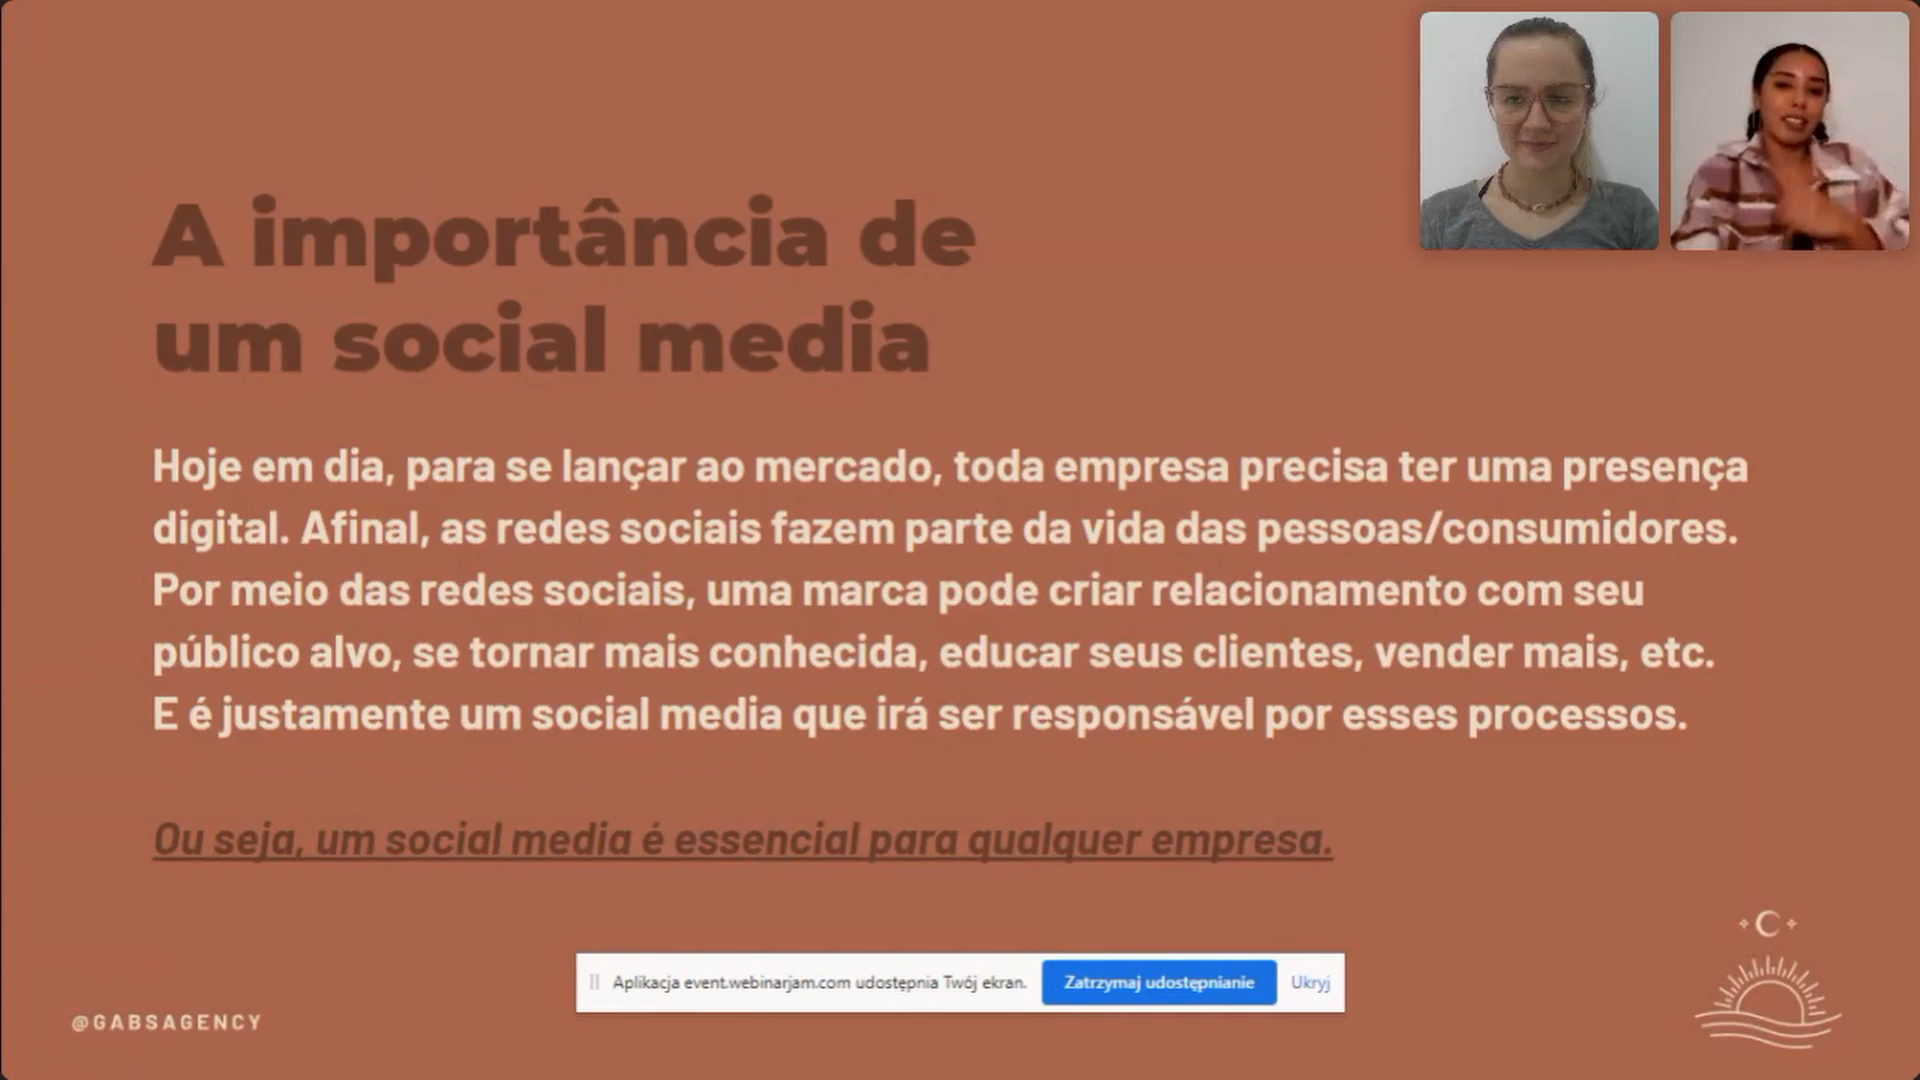 A importância de
um social media
Hoje em dia, para se lançar ao mercado, toda empresa precisa ter uma presença
digital. Afinal, as redes sociais fazem parte da vida das pessoas/consumidores.
Por meio das redes sociais, uma marca pode criar relacionamento com seu
público alvo, se tornar mais conhecida, educar seus clientes, vender mais, etc.
E é justamente um social media que irá ser responsável por esses processos.
Ou seja, um social media é essencial para qualquer empresa.
Aplikacja event.webinarjam.com udostępnia Twój ekran. Zatrzymaj udostępnianie Ukryj
@GABSAGENCY